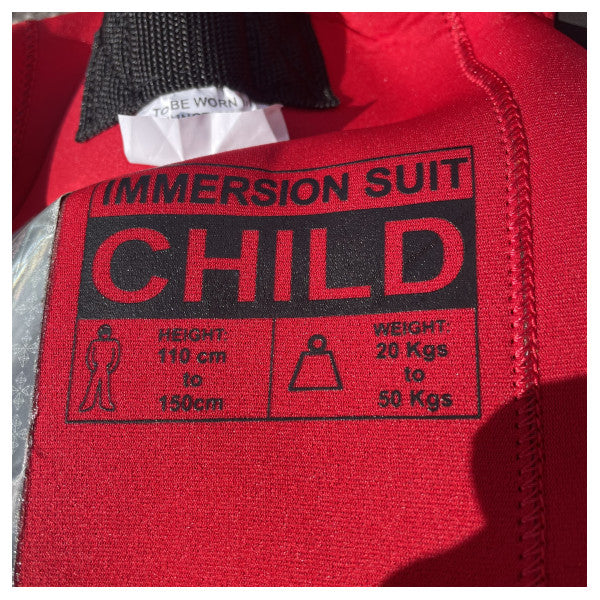 TO BE WORN
IMMERSION SUIT
CHILD
HEIGHT:
110 cm
to
150cm
WEIGHT:
20 Kgs
to
50 Kgs